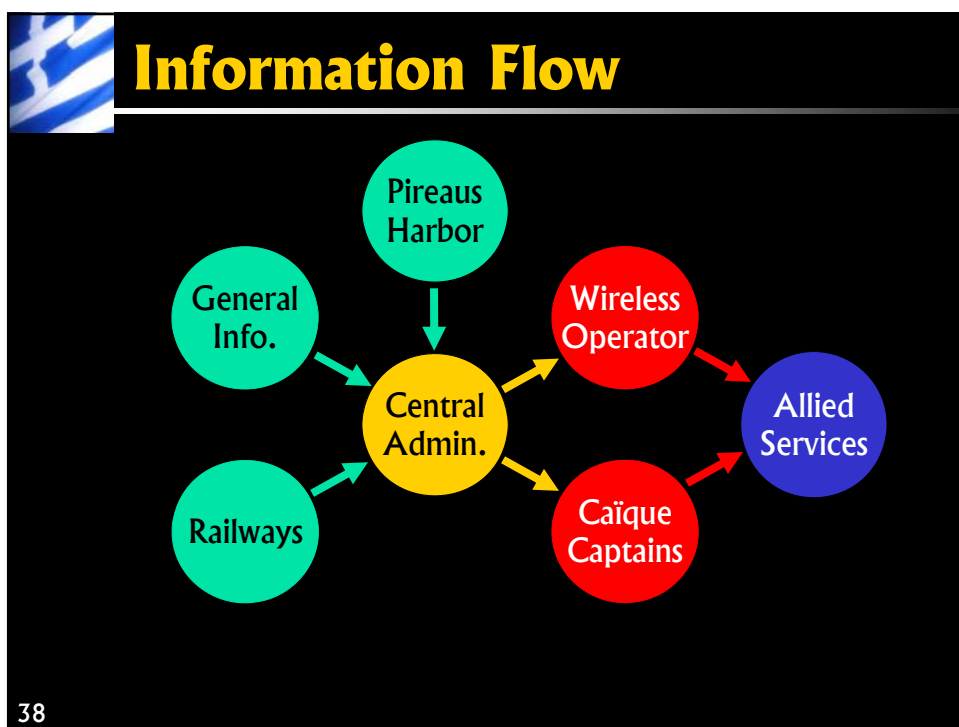 Information Flow
Pireaus
Harbor
General
Info.
Wireless
Operator
Central
Admin.
Allied
Services
Railways
Caïque
Captains
38